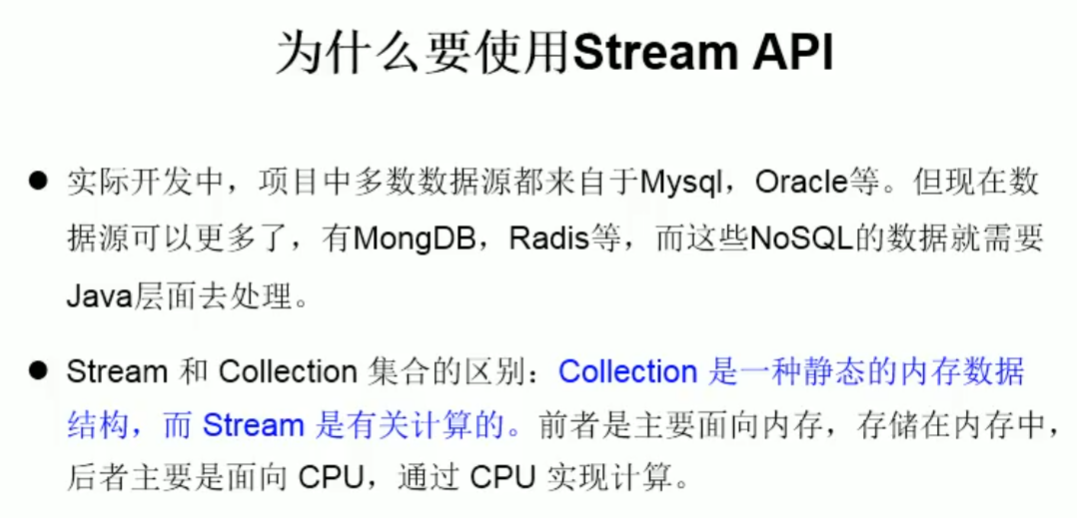 为什么要使用Stream API
● 实际开发中，项目中多数数据源都来自于Mysql，Oracle等。但现在数
据源可以更多了，有MongDB，Radis等，而这些NoSQL的数据就需要
Java层面去处理。
● Stream 和 Collection 集合的区别：Collection 是一种静态的内存数据
结构，而 Stream 是有关计算的。前者是主要面向内存，存储在内存中，
后者主要是面向 CPU，通过 CPU 实现计算。